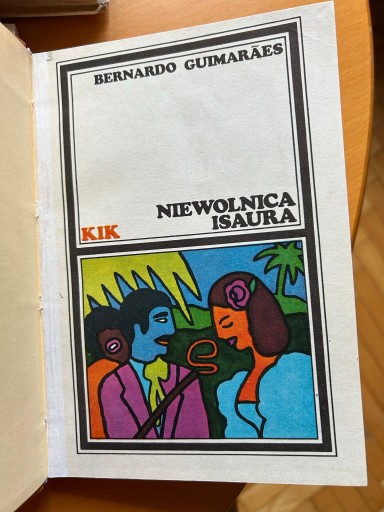 BERNARDO GUIMARÃES
NIEWOLNICA
KIK ISAURA